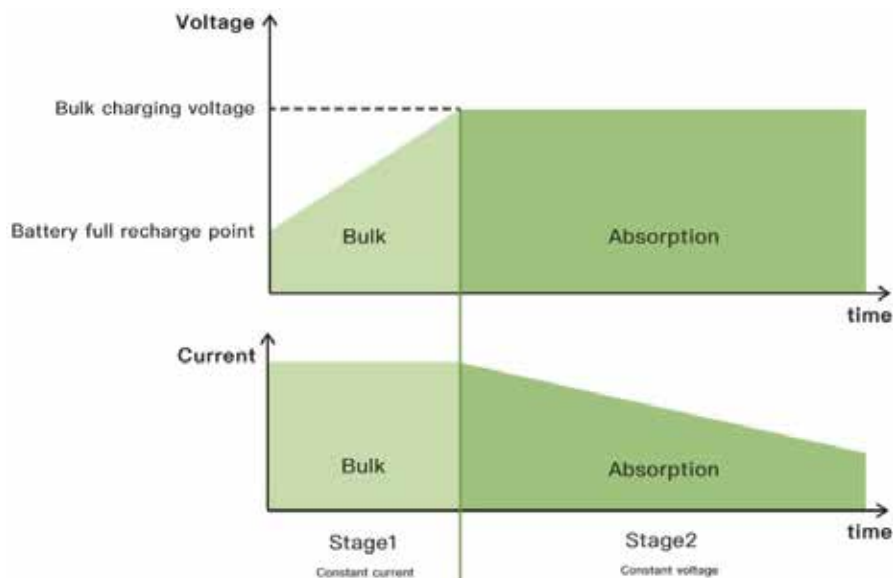 Voltage
Bulk charging voltage
Battery full recharge point
Bulk
Absorption
time
Current
Bulk
Absorption
time
Stage1
Stage2
Constant current
Constant voltage